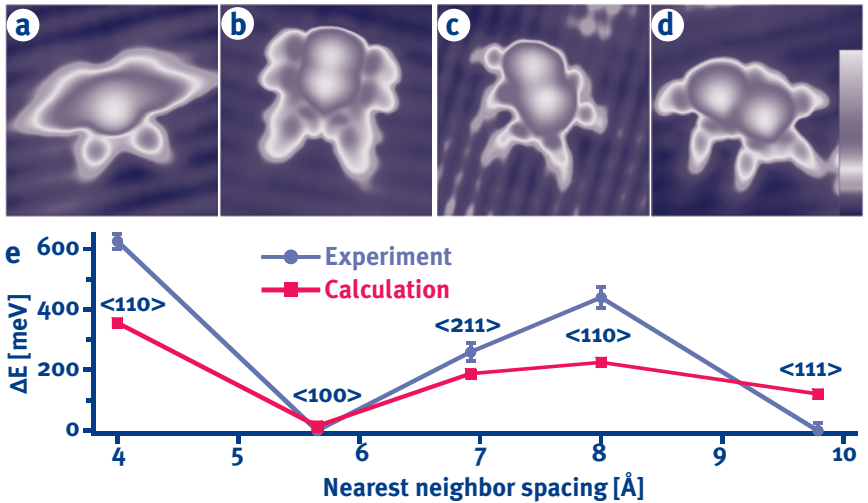 a b c d
e
ΔE [meV]
600
400
200
0
Experiment
Calculation
<110>
<100>
<211>
<110>
<111>
4 5 6 7 8 9 10
Nearest neighbor spacing [Å]